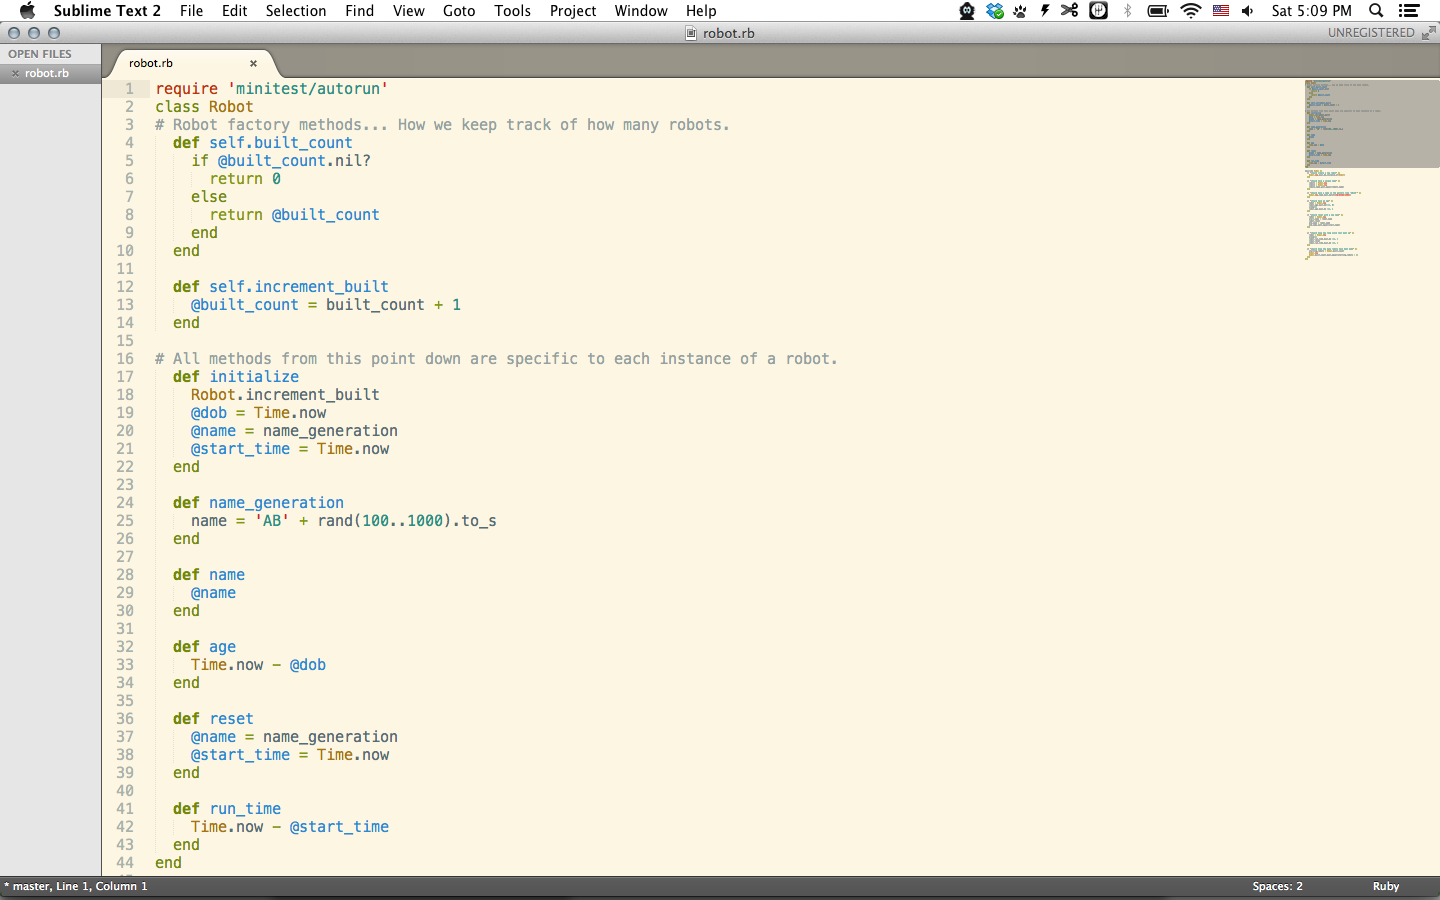 Sublime Text 2 File Edit Selection Find View Goto Tools Project Window Help Sat 5:09 PM
robot.rb UNREGISTERED
OPEN FILES
robot.rb
robot.rb
1 require 'minitest/autorun'
2 class Robot
3 # Robot factory methods... How we keep track of how many robots.
4 def self.built_count
5 if @built_count.nil?
6 return 0
7 else
8 return @built_count
9 end
10 end
11
12 def self.increment_built
13 @built_count = built_count + 1
14 end
15
16 # All methods from this point down are specific to each instance of a robot.
17 def initialize
18 Robot.increment_built
19 @dob = Time.now
20 @name = name_generation
21 @start_time = Time.now
22 end
23
24 def name_generation
25 name = 'AB' + rand(100..1000).to_s
26 end
27
28 def name
29 @name
30 end
31
32 def age
33 Time.now - @dob
34 end
35
36 def reset
37 @name = name_generation
38 @start_time = Time.now
39 end
40
41 def run_time
42 Time.now - @start_time
43 end
44 end
* master, Line 1, Column 1 Spaces: 2 Ruby